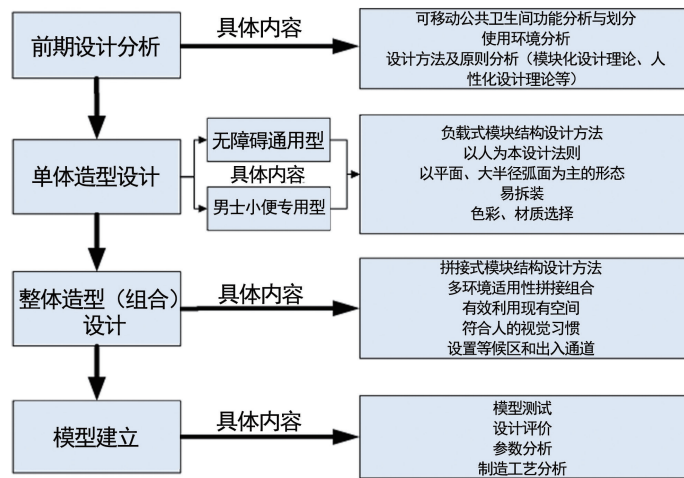 前期设计分析
具体内容
可移动公共卫生间功能分析与划分
使用环境分析
设计方法及原则分析（模块化设计理论、人
性化设计理论等）
单体造型设计
无障碍通用型
具体内容
男士小便专用型
负载式模块结构设计方法
以人为本设计法则
以平面、大半径弧面为主的形态
易拆装
色彩、材质选择
整体造型（组合）
设计
具体内容
拼接式模块结构设计方法
多环境适用性拼接组合
有效利用现有空间
符合人的视觉习惯
设置等候区和出入通道
模型建立
具体内容
模型测试
设计评价
参数分析
制造工艺分析